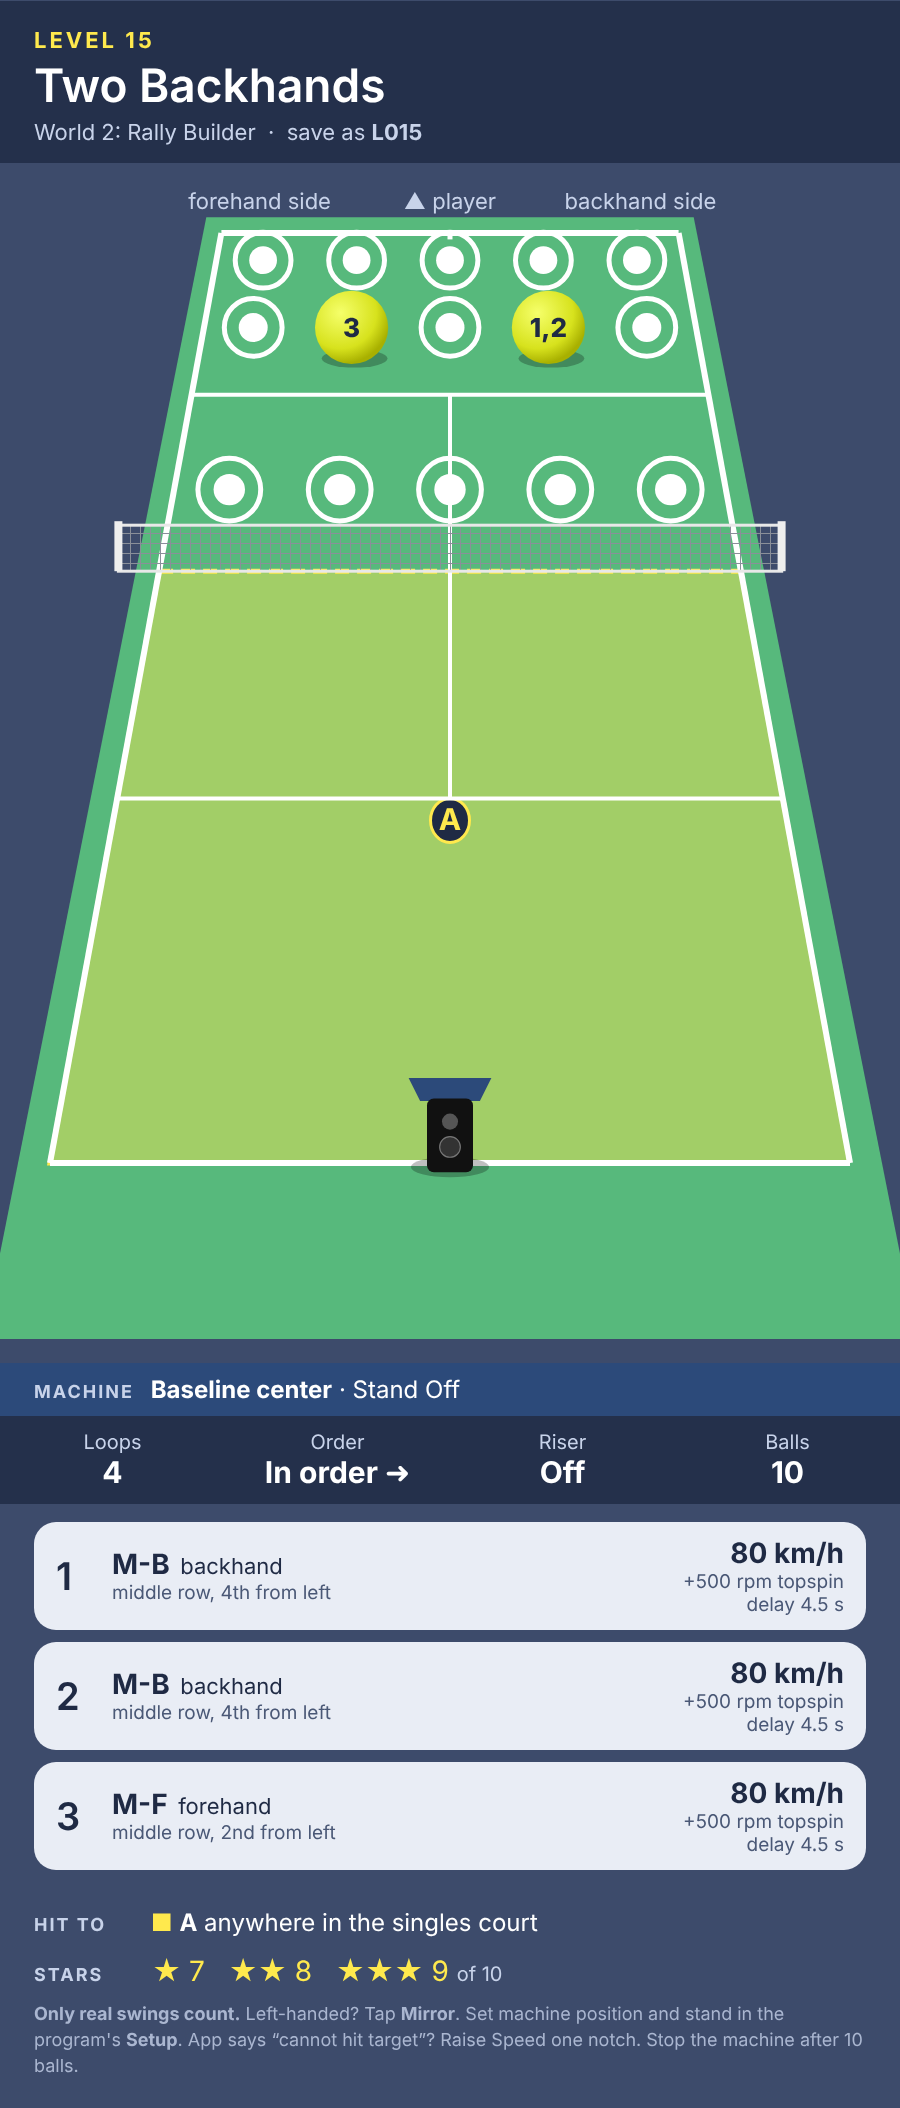 LEVEL 15
Two Backhands
World 2: Rally Builder · save as L015
forehand side ▲ player backhand side
3 1,2
A
MACHINE Baseline center · Stand Off
Loops Order Riser Balls
4 In order → Off 10
1 M-B backhand 80 km/h
middle row, 4th from left +500 rpm topspin
delay 4.5 s
2 M-B backhand 80 km/h
middle row, 4th from left +500 rpm topspin
delay 4.5 s
3 M-F forehand 80 km/h
middle row, 2nd from left +500 rpm topspin
delay 4.5 s
HIT TO ■ A anywhere in the singles court
STARS ★ 7 ★★ 8 ★★★ 9 of 10
Only real swings count. Left-handed? Tap Mirror. Set machine position and stand in the
program's Setup. App says “cannot hit target”? Raise Speed one notch. Stop the machine after 10
balls.